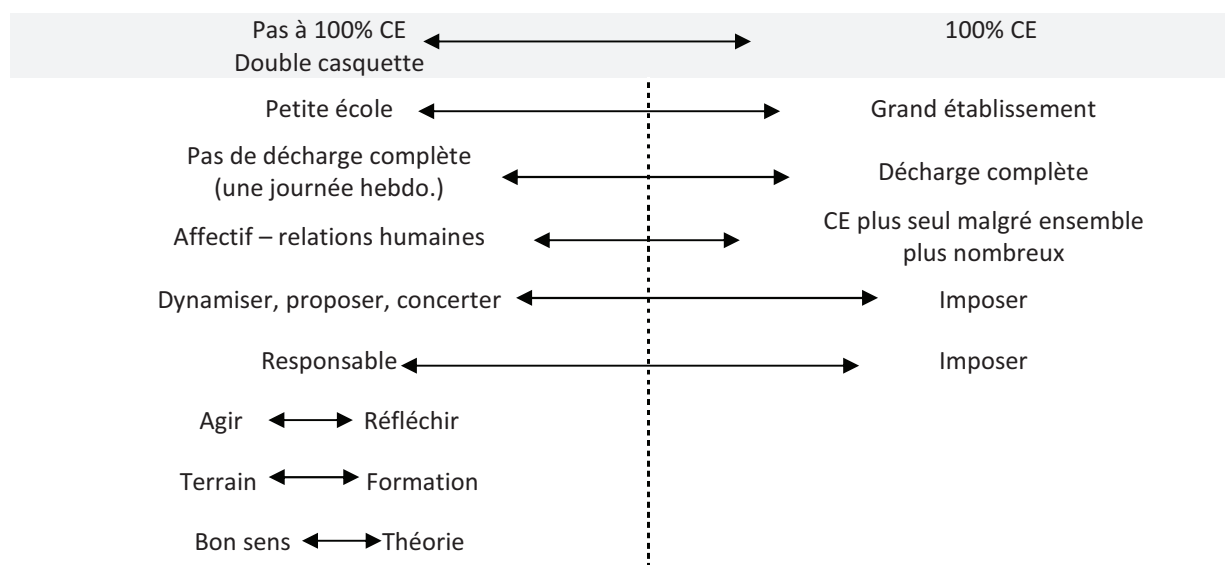 Pas à 100% CE 100% CE
Double casquette
Petite école Grand établissement
Pas de décharge complète
(une journée hebdo.) Décharge complète
Affectif – relations humaines CE plus seul malgré ensemble
plus nombreux
Dynamiser, proposer, concerter Imposer
Responsable Imposer
Agir Réfléchir
Terrain Formation
Bon sens Théorie